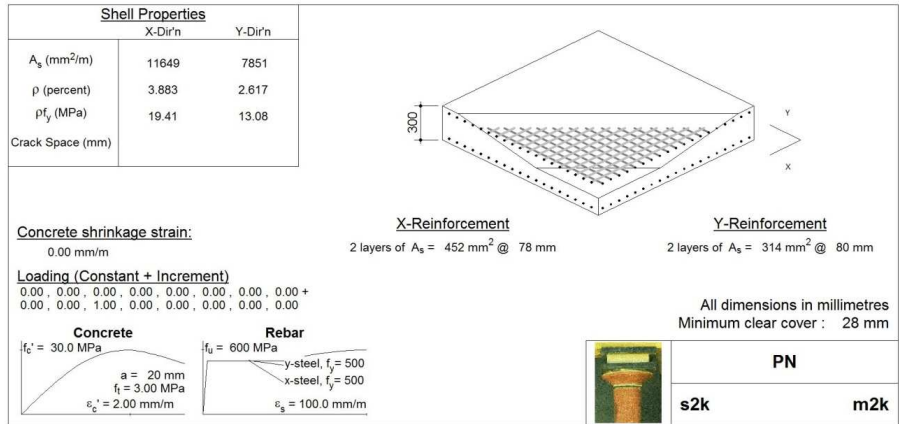 Shell Properties
X-Dir'n Y-Dir'n
As (mm2/m) 11649 7851
ρ (percent) 3.883 2.617
ρfy (MPa) 19.41 13.08
Crack Space (mm)
300
Y
X
X-Reinforcement
2 layers of As = 452 mm2 @ 78 mm
Y-Reinforcement
2 layers of As = 314 mm2 @ 80 mm
Concrete shrinkage strain:
0.00 mm/m
Loading (Constant + Increment)
0.00 , 0.00 , 0.00 , 0.00 , 0.00 , 0.00 , 0.00 , 0.00 +
0.00 , 0.00 , 1.00 , 0.00 , 0.00 , 0.00 , 0.00 , 0.00
Concrete
fc' = 30.0 MPa
a = 20 mm
ft = 3.00 MPa
εc' = 2.00 mm/m
Rebar
fu = 600 MPa
y-steel, fy= 500
x-steel, fy= 500
εs = 100.0 mm/m
All dimensions in millimetres
Minimum clear cover : 28 mm
PN
s2k m2k